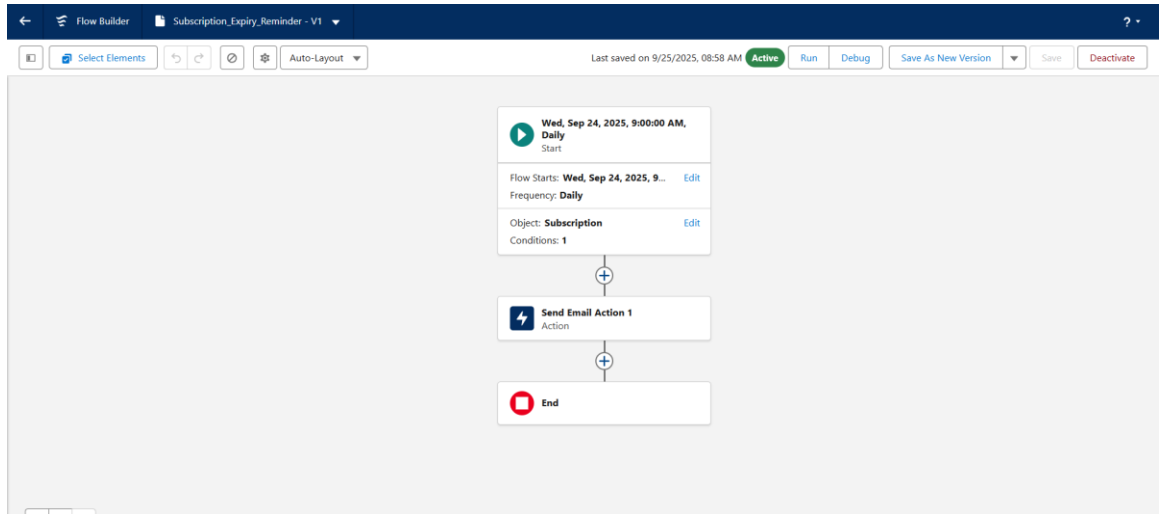 Flow Builder
Subscription_Expiry_Reminder - V1
?
Select Elements
Auto-Layout
Last saved on 9/25/2025, 08:58 AM
Active
Run
Debug
Save As New Version
Save
Deactivate
Wed, Sep 24, 2025, 9:00:00 AM,
Daily
Start
Flow Starts: Wed, Sep 24, 2025, 9... Edit
Frequency: Daily
Object: Subscription Edit
Conditions: 1
Send Email Action 1
Action
End